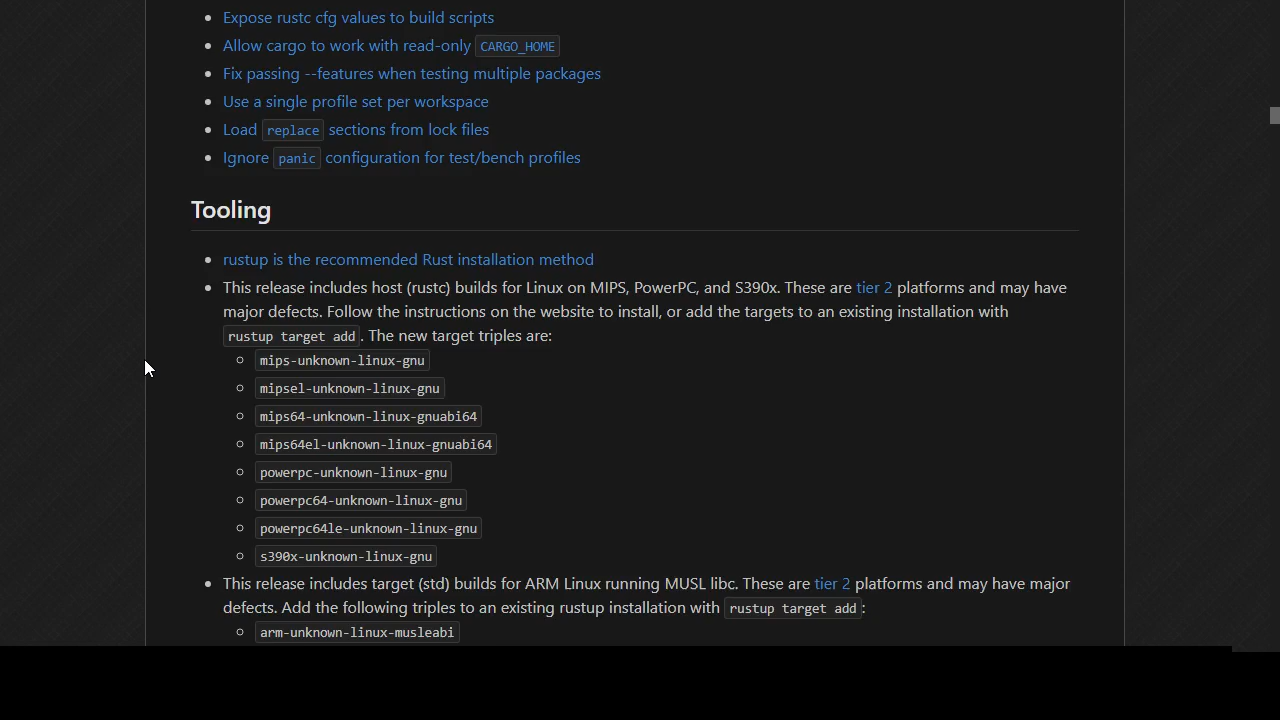 Expose rustc cfg values to build scripts
Allow cargo to work with read-only CARGO_HOME
Fix passing --features when testing multiple packages
Use a single profile set per workspace
Load replace sections from lock files
Ignore panic configuration for test/bench profiles
Tooling
rustup is the recommended Rust installation method
This release includes host (rustc) builds for Linux on MIPS, PowerPC, and S390x. These are tier 2 platforms and may have
major defects. Follow the instructions on the website to install, or add the targets to an existing installation with
rustup target add. The new target triples are:
mips-unknown-linux-gnu
mipsel-unknown-linux-gnu
mips64-unknown-linux-gnuabi64
mips64el-unknown-linux-gnuabi64
powerpc-unknown-linux-gnu
powerpc64-unknown-linux-gnu
powerpc64le-unknown-linux-gnu
s390x-unknown-linux-gnu
This release includes target (std) builds for ARM Linux running MUSL libc. These are tier 2 platforms and may have major
defects. Add the following triples to an existing rustup installation with rustup target add:
arm-unknown-linux-musleabi